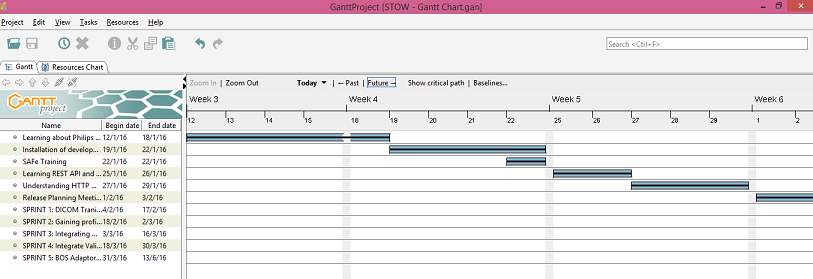 GanttProject [STOW - Gantt Chart.gan]
Project Edit View Tasks Resources Help
Search <Ctrl+F>
Gantt Resources Chart
Zoom In | Zoom Out Today | ← Past | Future → Show critical path | Baselines...
GANTT project
Week 3 Week 4 Week 5 Week 6
12 13 14 15 18 19 20 21 22 25 26 27 28 29 1 2
Name Begin date End date
Learning about Philips ... 12/1/16 18/1/16
Installation of develop... 19/1/16 22/1/16
SAFe Training 22/1/16 22/1/16
Learning REST API and ... 25/1/16 26/1/16
Understanding HTTP ... 27/1/16 29/1/16
Release Planning Meeti... 1/2/16 3/2/16
SPRINT 1: DICOM Trani... 4/2/16 17/2/16
SPRINT 2: Gaining profi... 18/2/16 2/3/16
SPRINT 3: Integrating ... 3/3/16 16/3/16
SPRINT 4: Integrate Vali... 18/3/16 30/3/16
SPRINT 5: BOS Adaptor... 31/3/16 13/6/16